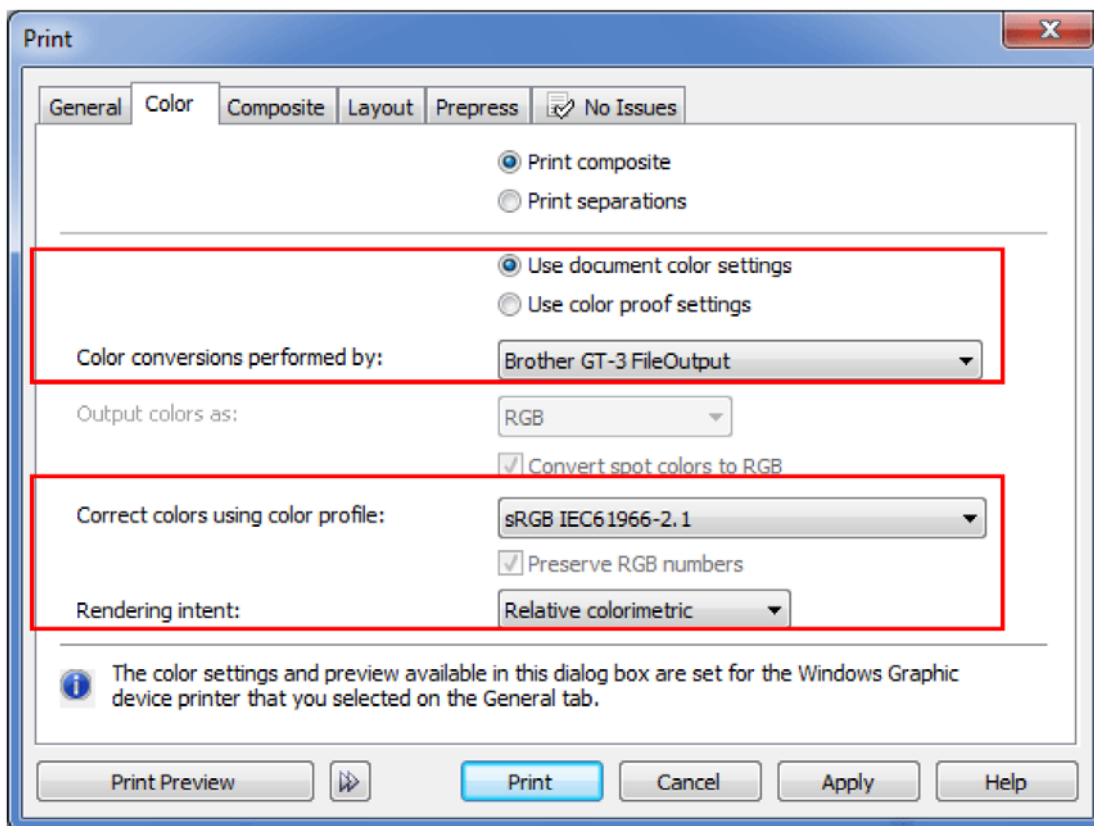 Print
General Color Composite Layout Prepress No Issues
Print composite
Print separations
Use document color settings
Use color proof settings
Color conversions performed by: Brother GT-3 FileOutput
Output colors as: RGB
Convert spot colors to RGB
Correct colors using color profile: sRGB IEC61966-2.1
Preserve RGB numbers
Rendering intent: Relative colorimetric
The color settings and preview available in this dialog box are set for the Windows Graphic
device printer that you selected on the General tab.
Print Preview Print Cancel Apply Help